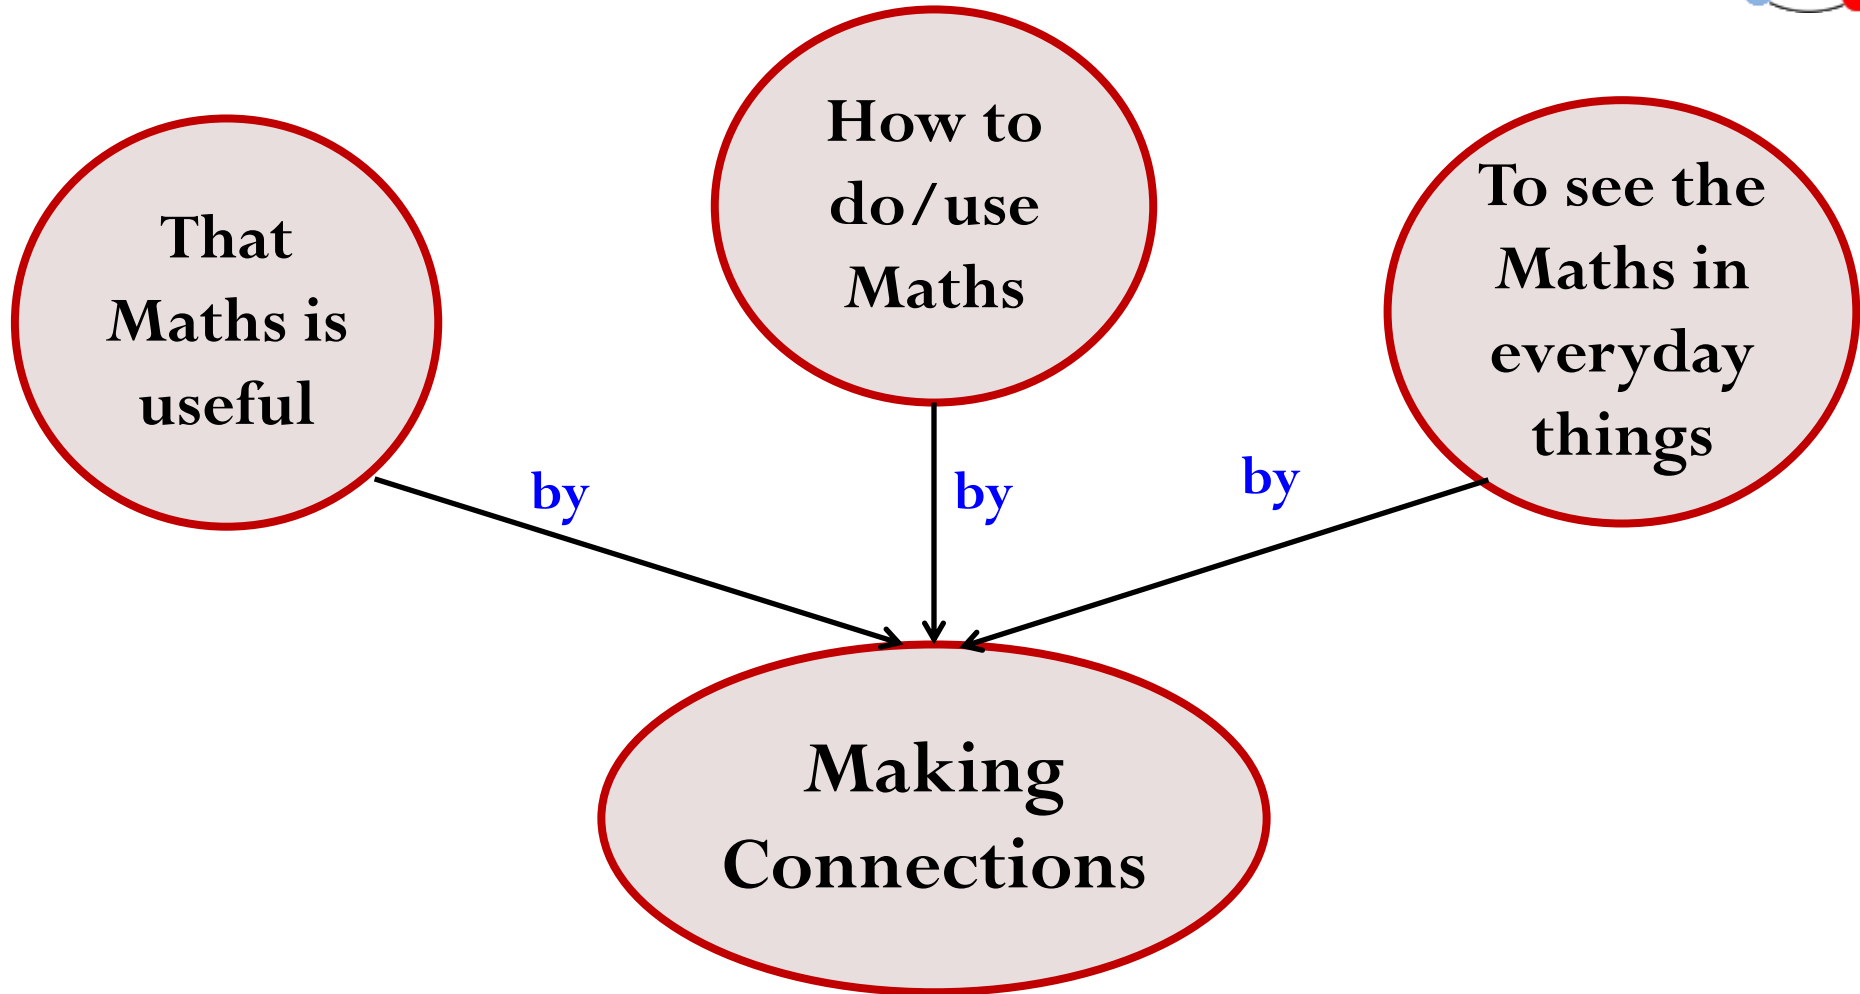 That
Maths is
useful
How to
do/use
Maths
To see the
Maths in
everyday
things
by
by
by
Making
Connections